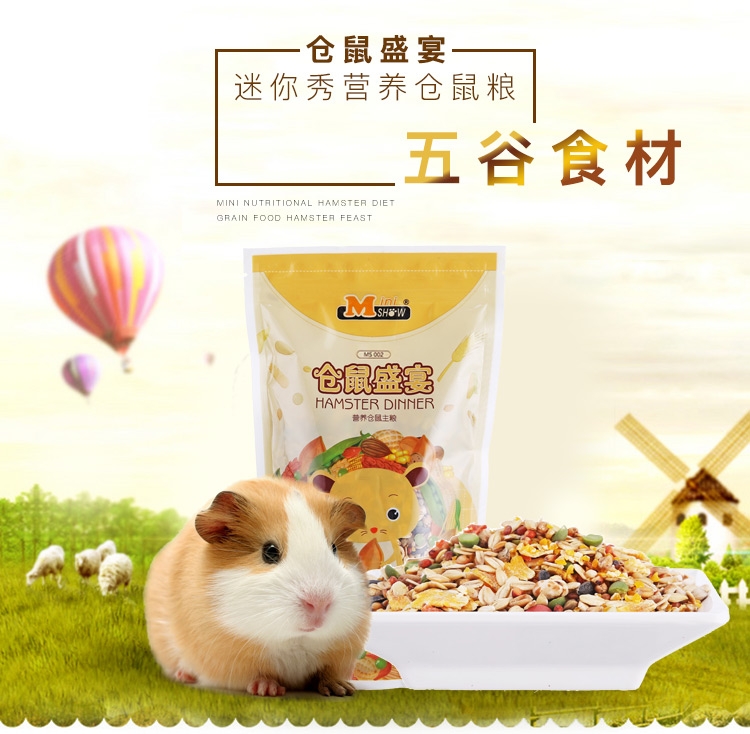 仓鼠盛宴
迷你秀营养仓鼠粮
五谷食材
MINI NUTRITIONAL HAMSTER DIET
GRAIN FOOD HAMSTER FEAST
Mini®
SHOW
MS 002
仓鼠盛宴
HAMSTER DINNER
营养仓鼠主粮